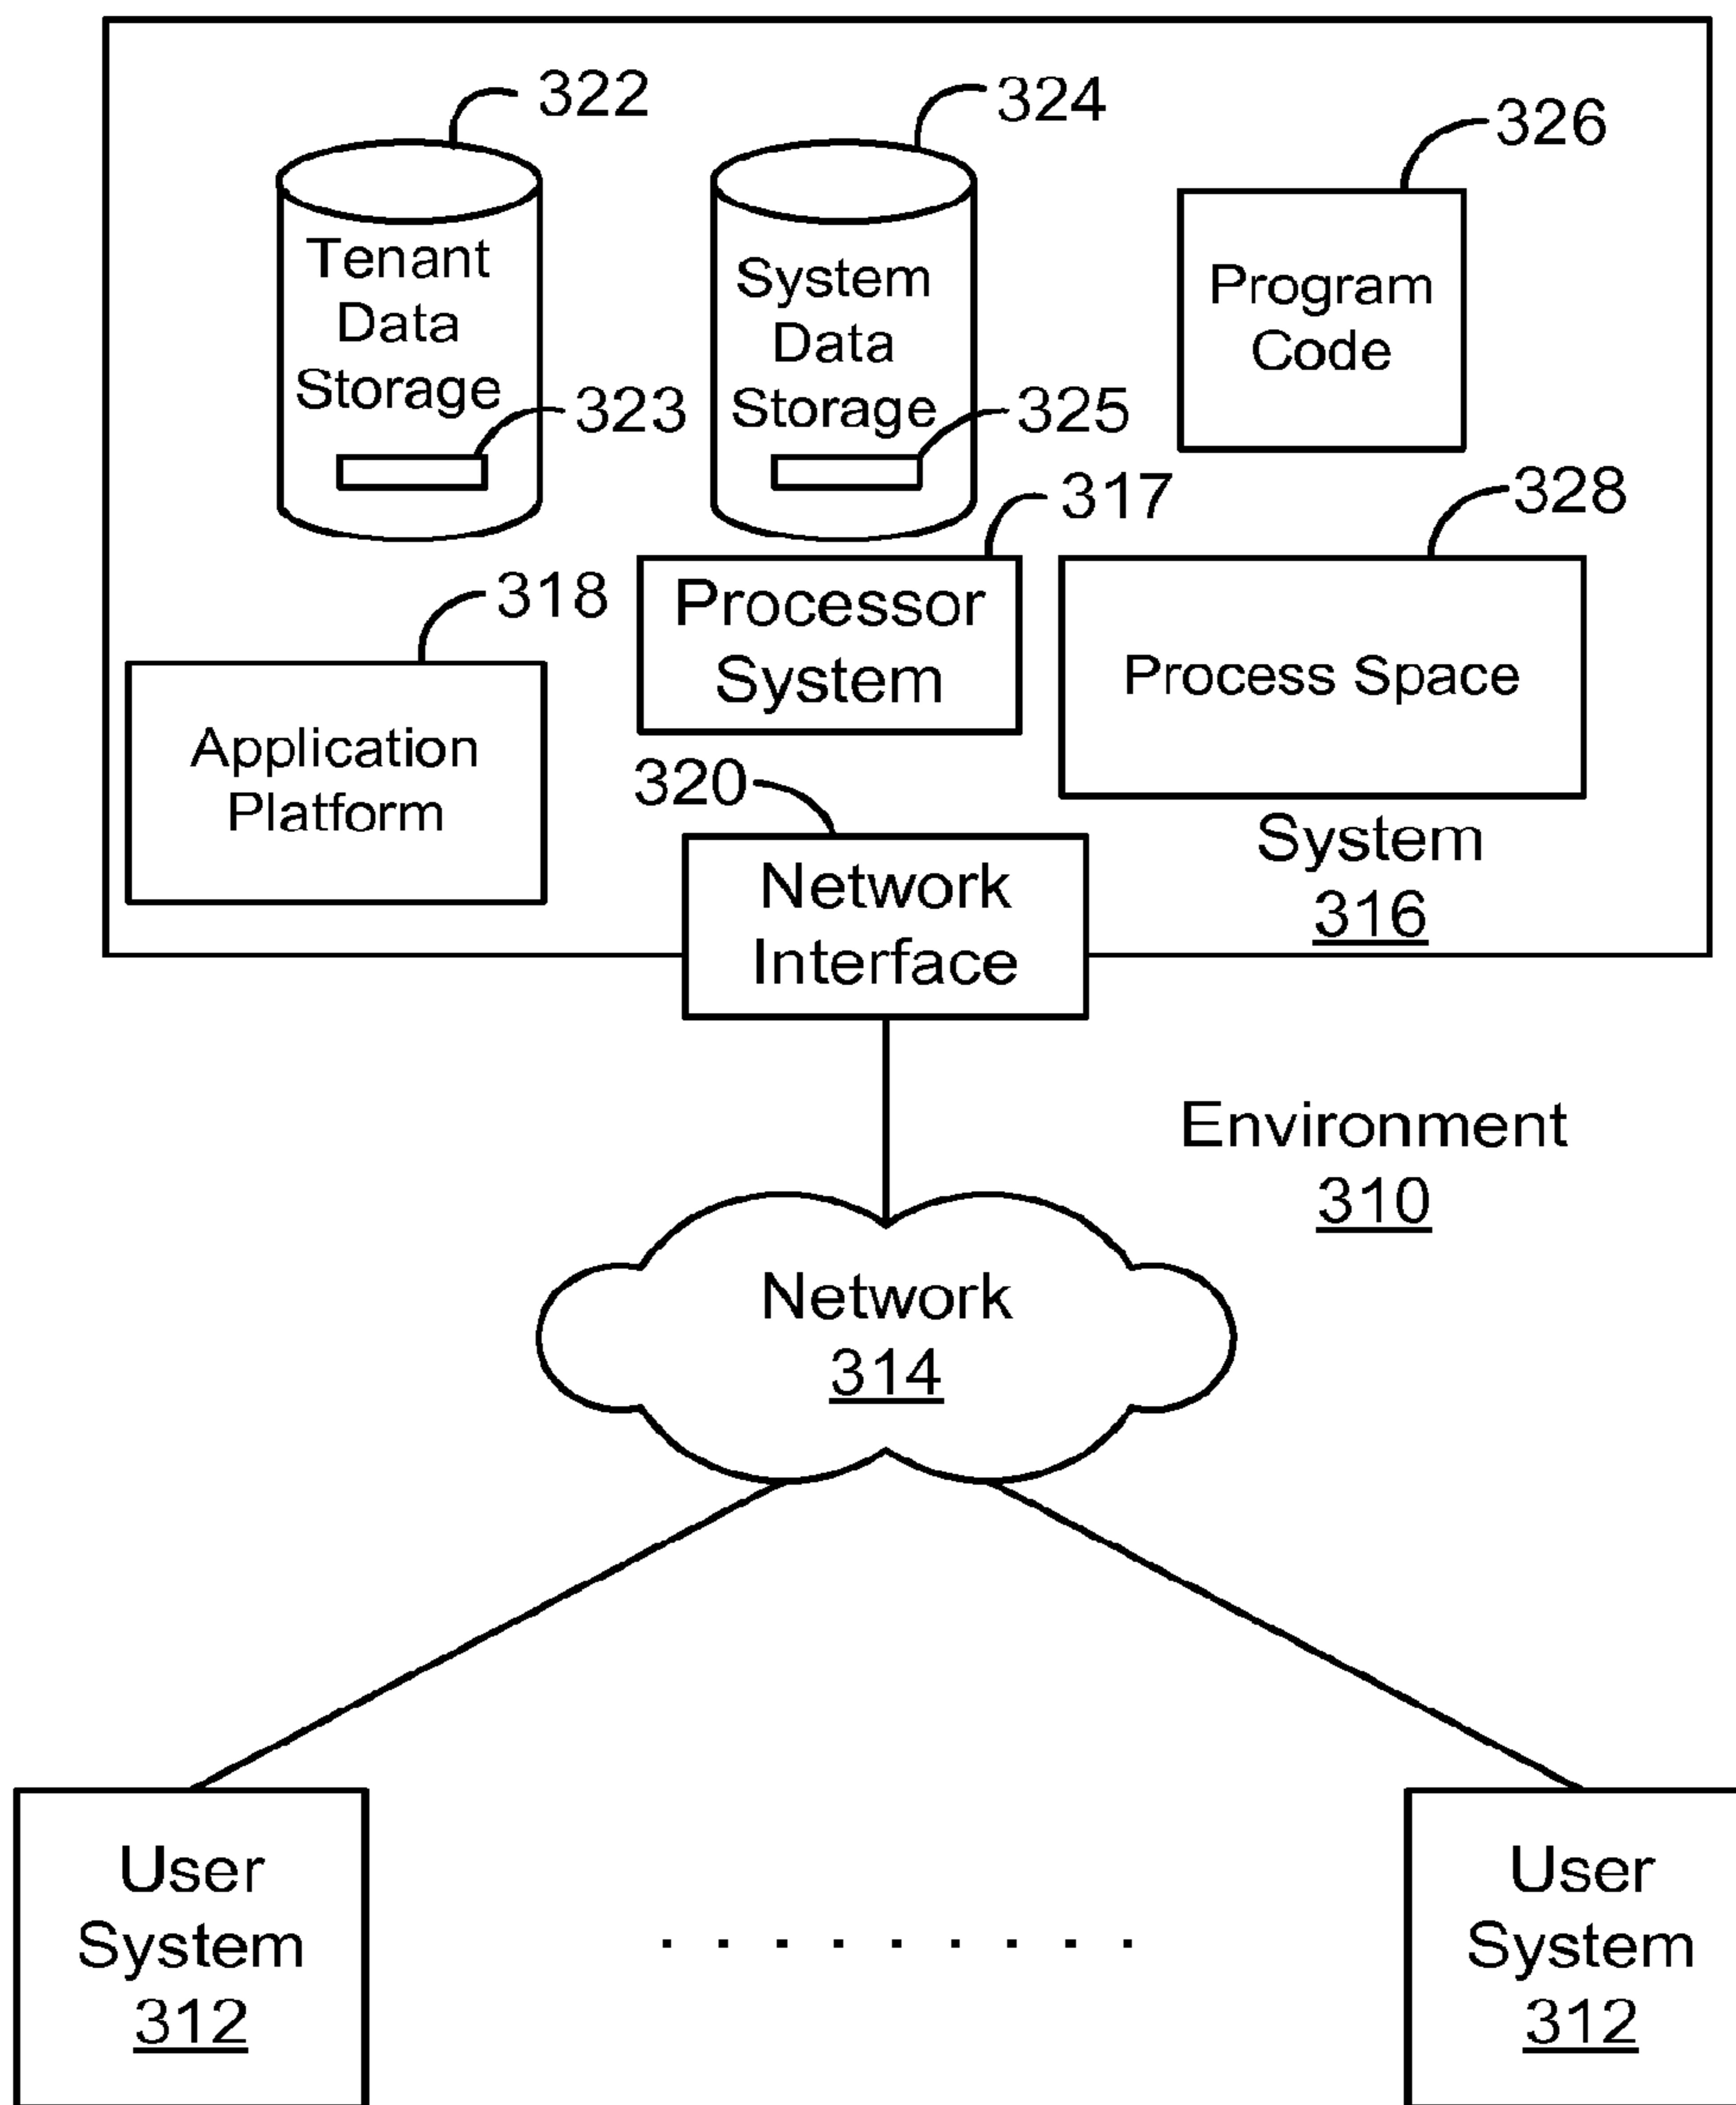 322
324
326
Tenant
Data
Storage
System
Data
Storage
Program
Code
323
325
317
328
318
Processor
System
Process Space
Application
Platform
320
System
316
Network
Interface
Environment
310
Network
314
User
System
312
. . . . . . . . .
User
System
312